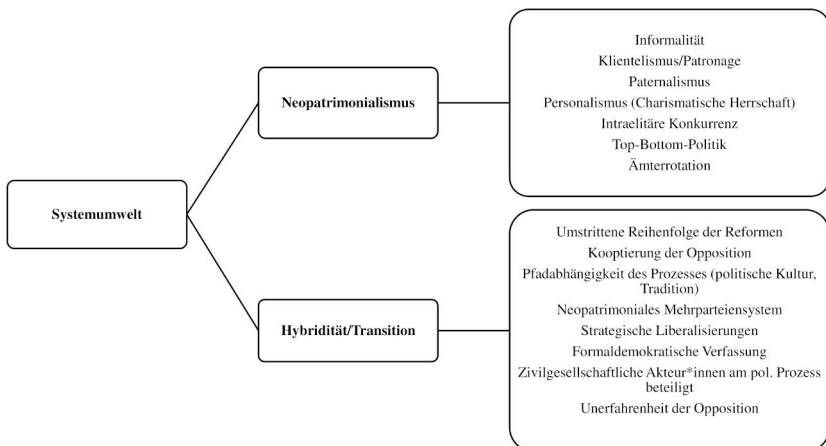 Systemumwelt
Neopatrimonialismus
Informalität
Klientelismus/Patronage
Paternalismus
Personalismus (Charismatische Herrschaft)
Intraelitäre Konkurrenz
Top-Bottom-Politik
Ämterrotation
Hybridität/Transition
Umstrittene Reihenfolge der Reformen
Kooptierung der Opposition
Pfadabhängigkeit des Prozesses (politische Kultur,
Tradition)
Neopatrimoniales Mehrparteiensystem
Strategische Liberalisierungen
Formaldemokratische Verfassung
Zivilgesellschaftliche Akteur*innen am pol. Prozess
beteiligt
Unerfahrenheit der Opposition